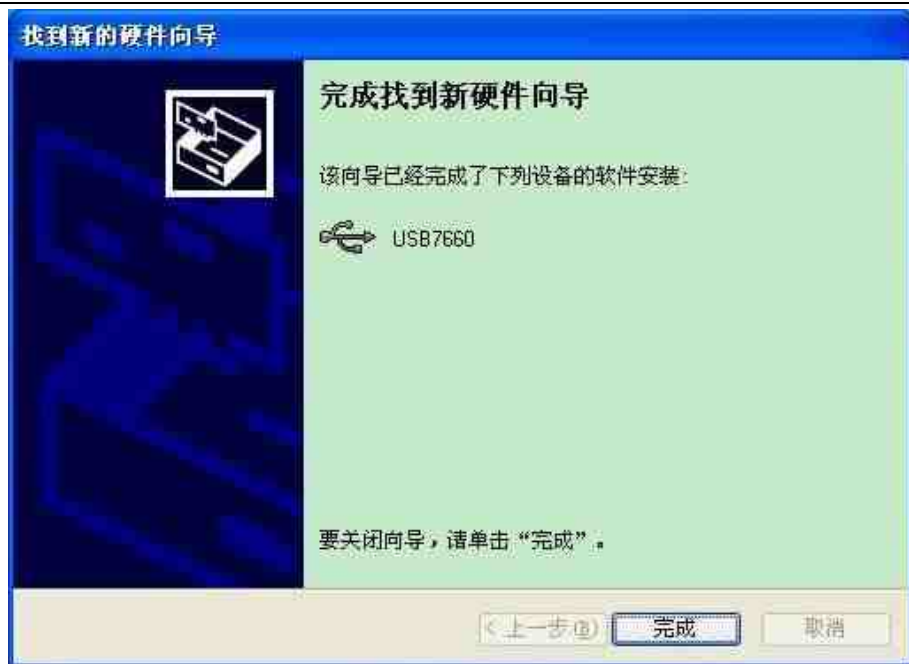 找到新的硬件向导
完成找到新硬件向导
该向导已经完成了下列设备的软件安装:
USB7660
要关闭向导，请单击“完成”。
<上一步(B) 完成 取消